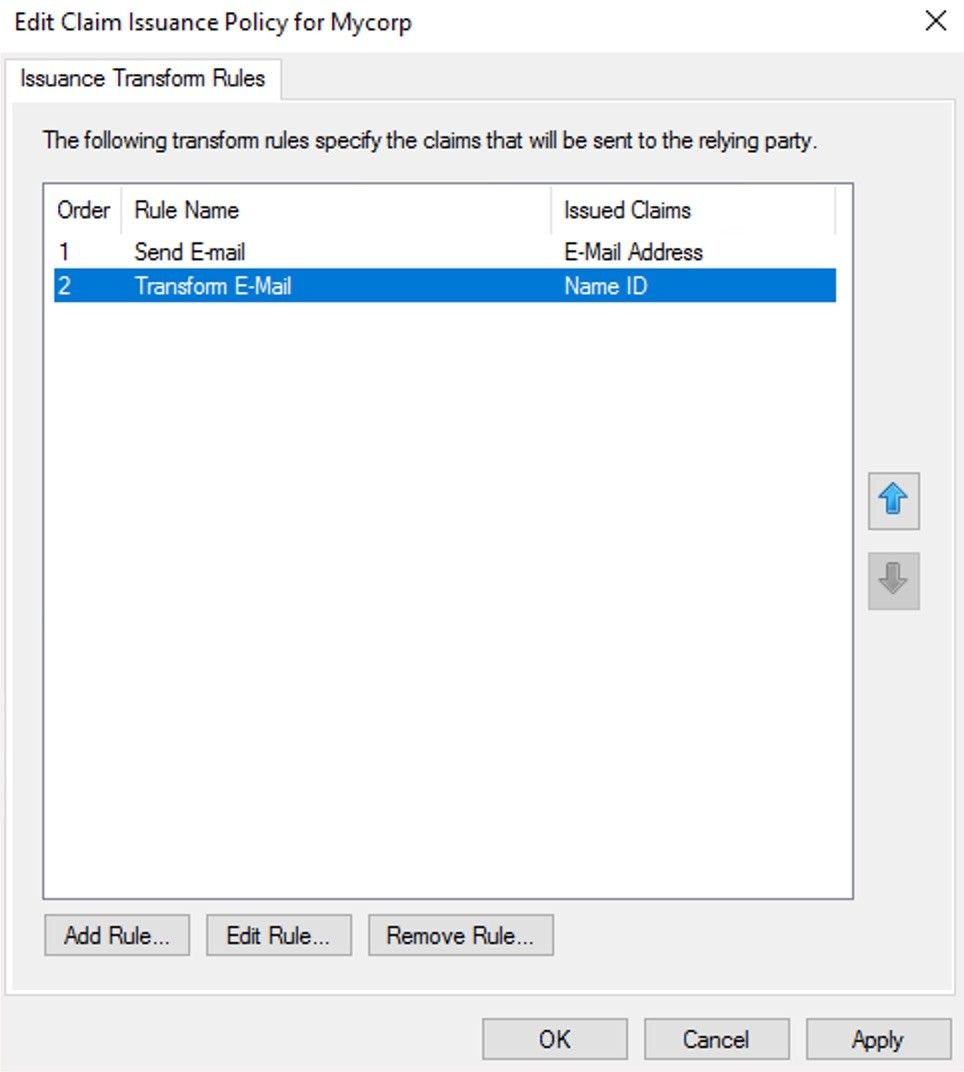 Edit Claim Issuance Policy for Mycorp
Issuance Transform Rules
The following transform rules specify the claims that will be sent to the relying party.
Order Rule Name Issued Claims
1 Send E-mail E-Mail Address
2 Transform E-Mail Name ID
Add Rule... Edit Rule... Remove Rule...
OK Cancel Apply